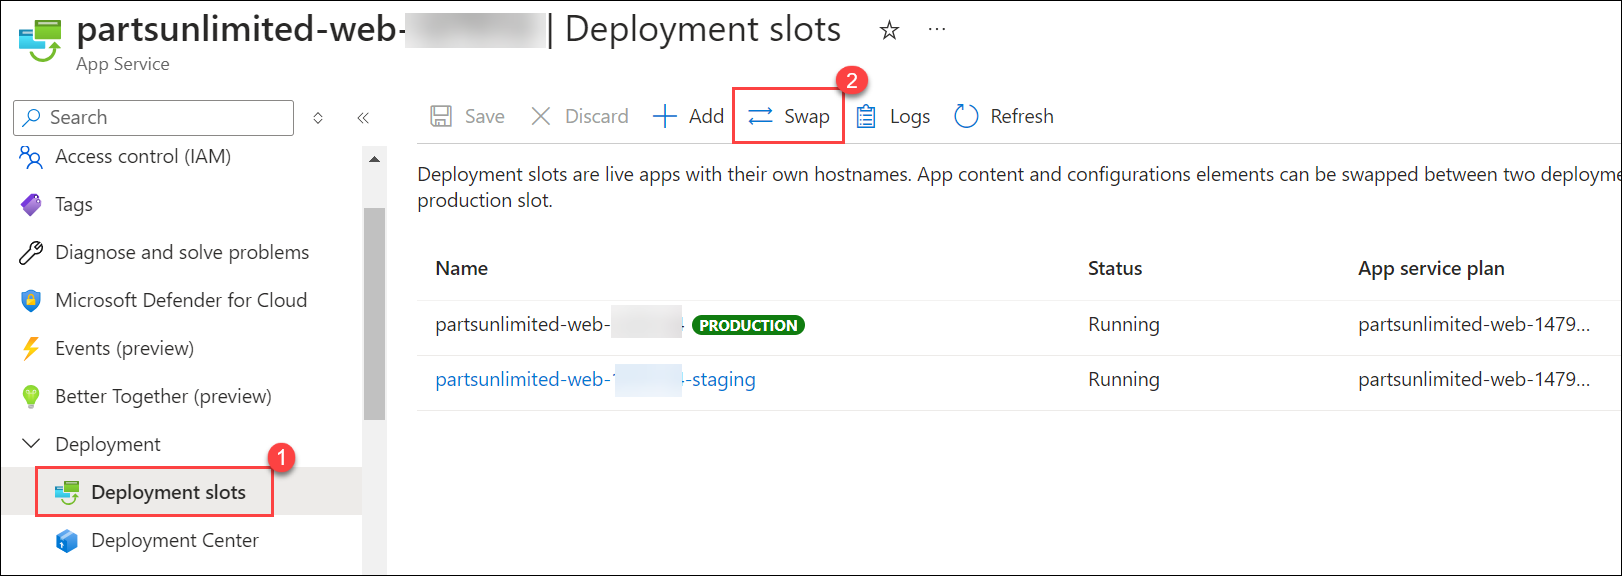 partsunlimited-web- | Deployment slots
App Service
Search
Save Discard Add Swap Logs Refresh
2
Access control (IAM)
Tags
Diagnose and solve problems
Microsoft Defender for Cloud
Events (preview)
Better Together (preview)
Deployment
1
Deployment slots
Deployment Center
Deployment slots are live apps with their own hostnames. App content and configurations elements can be swapped between two deployme
production slot.
Name Status App service plan
partsunlimited-web- PRODUCTION Running partsunlimited-web-1479...
partsunlimited-web- -staging Running partsunlimited-web-1479...